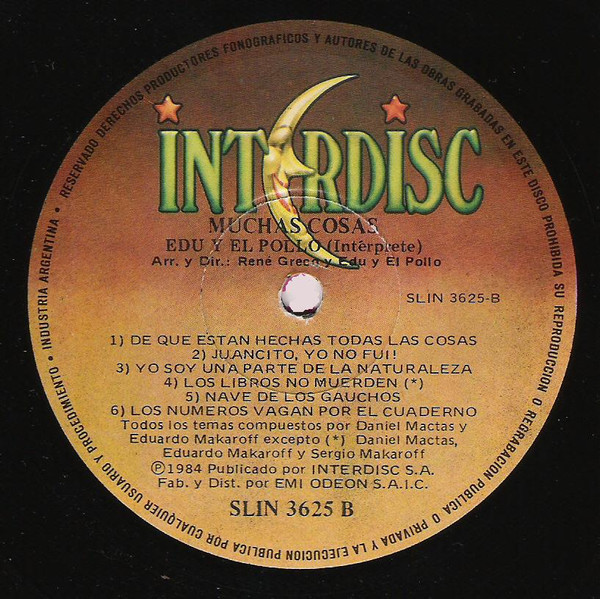 INTERDISC
MUCHAS COSAS
EDU Y EL POLLO (Intérprete)
Arr. y Dir.: René Greco y Edu y El Pollo
SLIN 3625-B
1) DE QUE ESTAN HECHAS TODAS LAS COSAS
2) JUANCITO, YO NO FUI!
3) YO SOY UNA PARTE DE LA NATURALEZA
4) LOS LIBROS NO MUERDEN (*)
5) NAVE DE LOS GAUCHOS
6) LOS NUMEROS VAGAN POR EL CUADERNO
Todos los temas compuestos por Daniel Mactas y
Eduardo Makaroff excepto (*) Daniel Mactas,
Eduardo Makaroff y Sergio Makaroff
Ⓟ1984 Publicado por INTERDISC S.A.
Fab. y Dist. por EMI ODEON S.A.I.C.
SLIN 3625 B
INDUSTRIA ARGENTINA • RESERVADO DERECHOS PRODUCTORES FONOGRAFICOS Y AUTORES DE LAS OBRAS GRABADAS EN ESTE DISCO PROHIBIDA SU REPRODUCCION O REGRABACION PUBLICA O PRIVADA Y LA EJECUCION PUBLICA POR CUALQUIER USUARIO Y PROCEDIMIENTO •